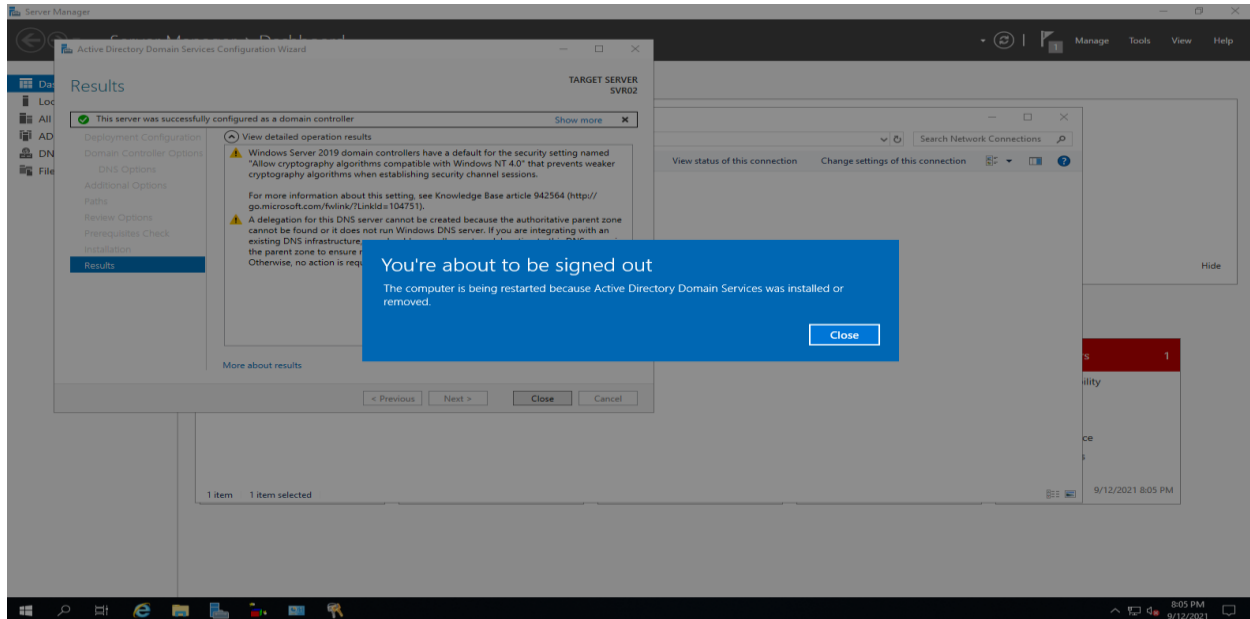 Server Manager
Manage Tools View Help
1
Active Directory Domain Services Configuration Wizard
Results
TARGET SERVER
SVR02
This server was successfully configured as a domain controller
Show more
Deployment Configuration
Domain Controller Options
DNS Options
Additional Options
Paths
Review Options
Prerequisites Check
Installation
Results
View detailed operation results
Windows Server 2019 domain controllers have a default for the security setting named
"Allow cryptography algorithms compatible with Windows NT 4.0" that prevents weaker
cryptography algorithms when establishing security channel sessions.
For more information about this setting, see Knowledge Base article 942564 (http://
go.microsoft.com/fwlink/?LinkId=104751).
A delegation for this DNS server cannot be created because the authoritative parent zone
cannot be found or it does not run Windows DNS server. If you are integrating with an
existing DNS infrastructure,
the parent zone to ensure
Otherwise, no action is
More about results
< Previous Next > Close Cancel
Search Network Connections
View status of this connection Change settings of this connection
Hide
You're about to be signed out
The computer is being restarted because Active Directory Domain Services was installed or
removed.
Close
1
1 item 1 item selected
9/12/2021 8:05 PM
8:05 PM
9/12/2021